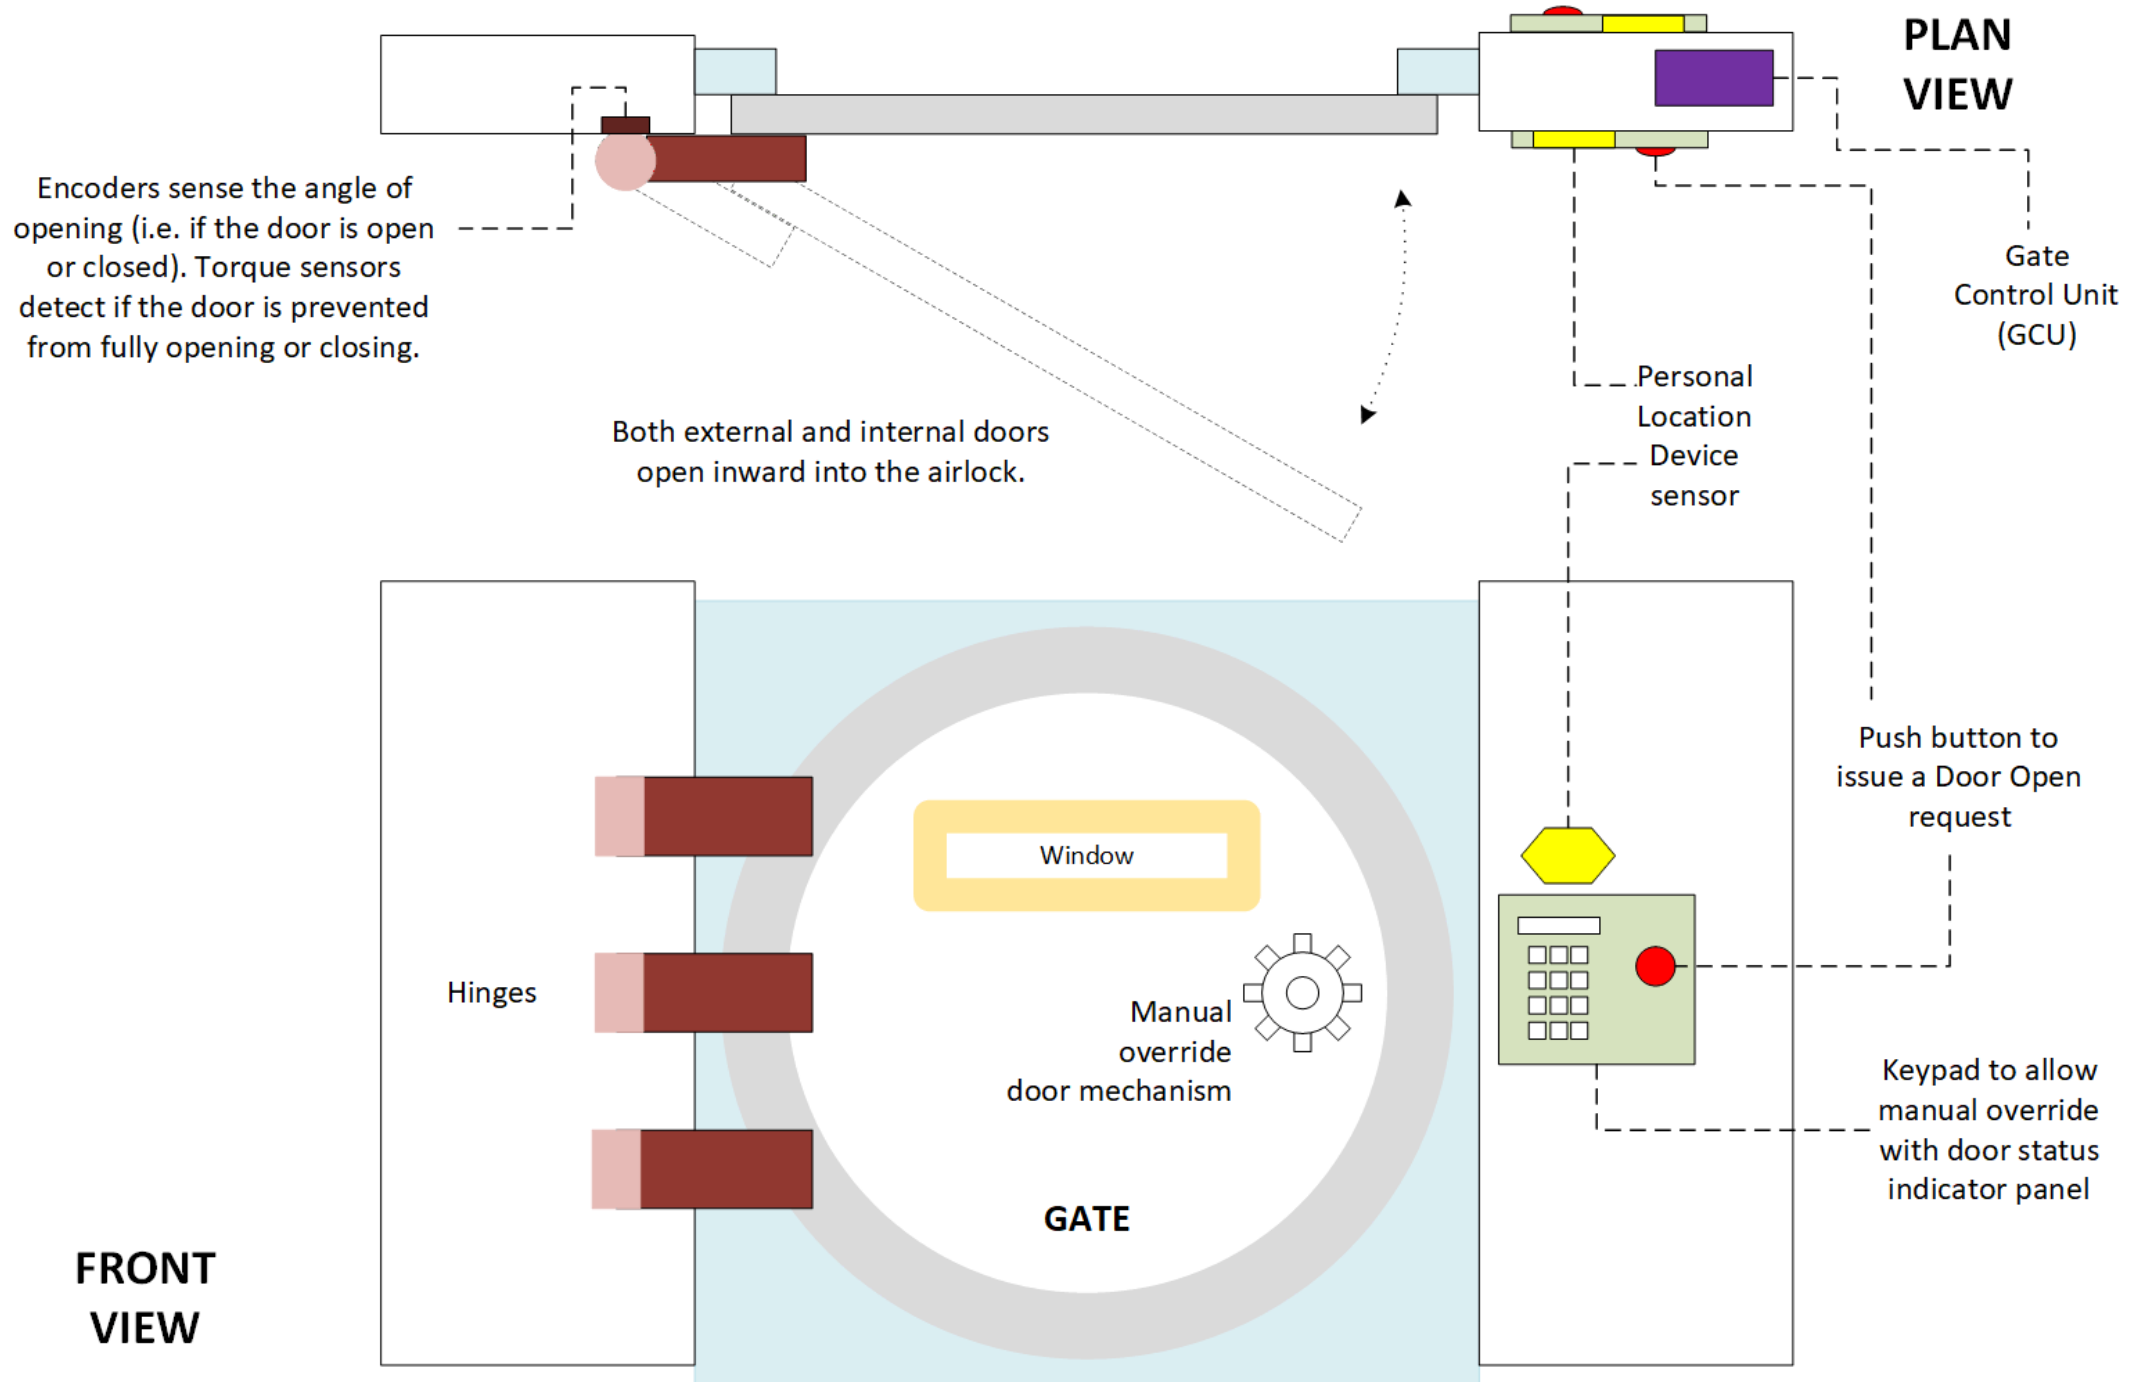 PLAN
VIEW
Encoders sense the angle of
opening (i.e. if the door is open
or closed). Torque sensors
detect if the door is prevented
from fully opening or closing.
Gate
Control Unit
(GCU)
Personal
Location
Device
sensor
Both external and internal doors
open inward into the airlock.
Push button to
issue a Door Open
request
Window
Hinges
Manual
override
door mechanism
Keypad to allow
manual override
with door status
indicator panel
GATE
FRONT
VIEW